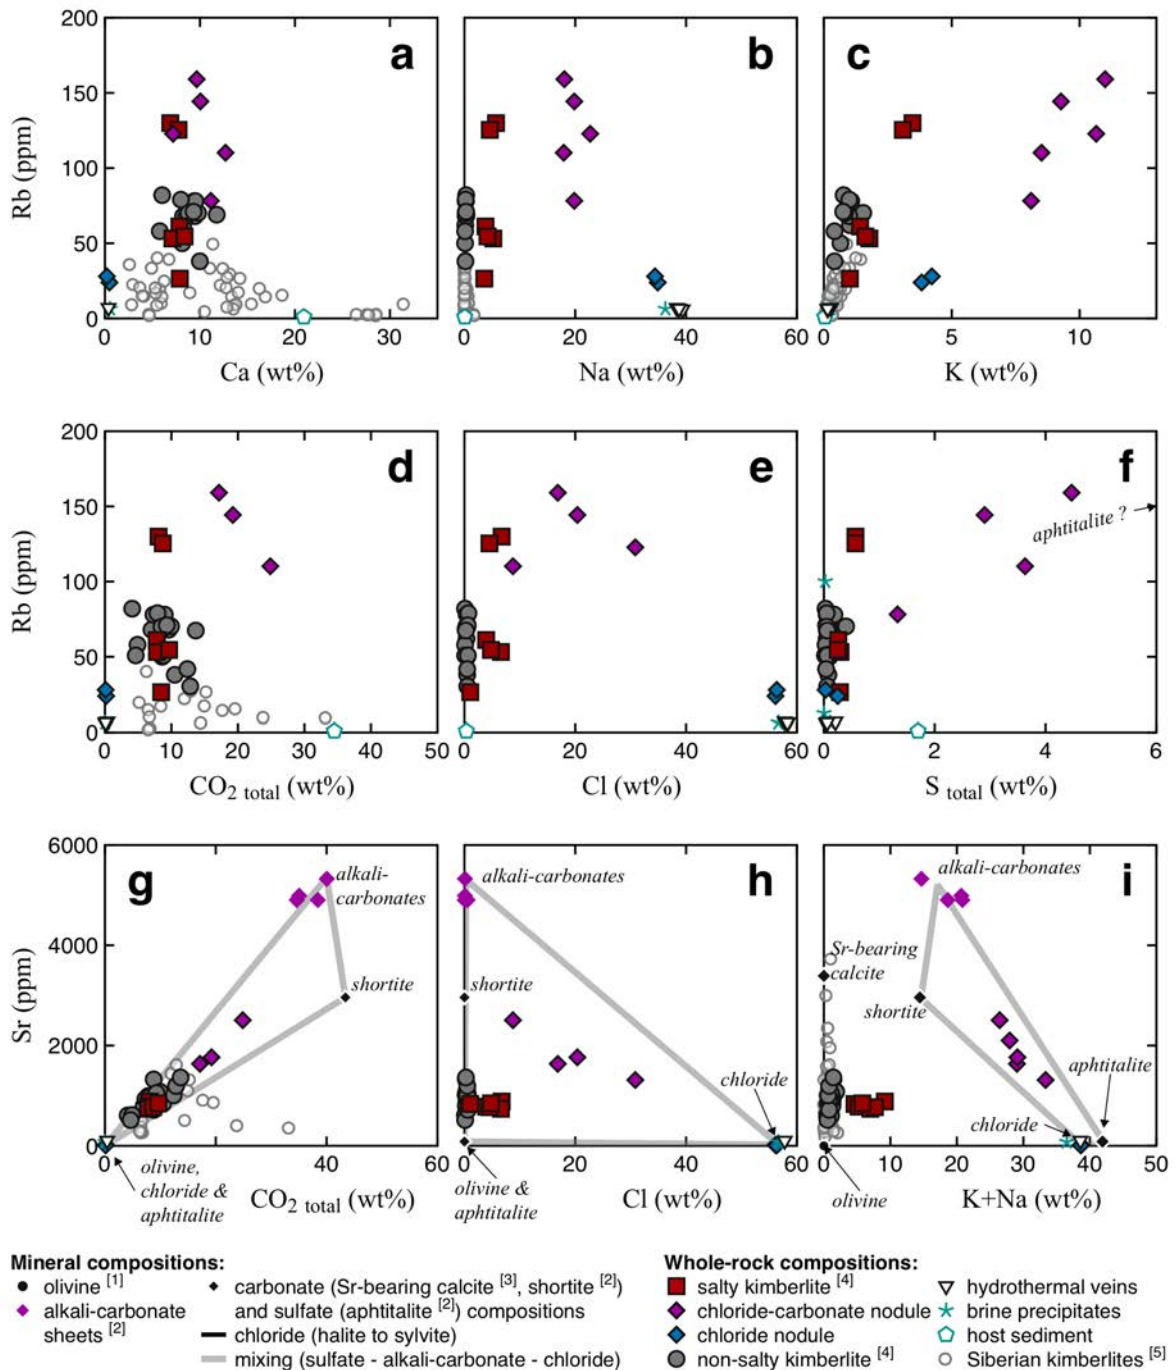 200
150
100
50
0
Rb (ppm)
a
b
c
0 10 20 30
Ca (wt%)
0 20 40 60
Na (wt%)
0 5 10
K (wt%)
200
150
100
50
0
Rb (ppm)
d
e
f
aphtitalite ?
0 10 20 30 40 50
CO2 total (wt%)
0 20 40 60
Cl (wt%)
0 2 4 6
S total (wt%)
6000
4000
2000
0
Sr (ppm)
g
alkali-
carbonates
shortite
olivine,
chloride &
aphtitalite
0 20 40 60
CO2 total (wt%)
h
alkali-carbonates
shortite
chloride
olivine &
aphtitalite
0 20 40 60
Cl (wt%)
i
alkali-carbonates
Sr-bearing
calcite
shortite
aphtitalite
chloride
olivine
0 10 20 30 40 50
K+Na (wt%)
Mineral compositions:
olivine [1]
alkali-carbonate
sheets [2]
carbonate (Sr-bearing calcite [3], shortite [2])
and sulfate (aphtitalite [2]) compositions
chloride (halite to sylvite)
mixing (sulfate - alkali-carbonate - chloride)
Whole-rock compositions:
salty kimberlite [4]
chloride-carbonate nodule
chloride nodule
non-salty kimberlite [4]
hydrothermal veins
brine precipitates
host sediment
Siberian kimberlites [5]